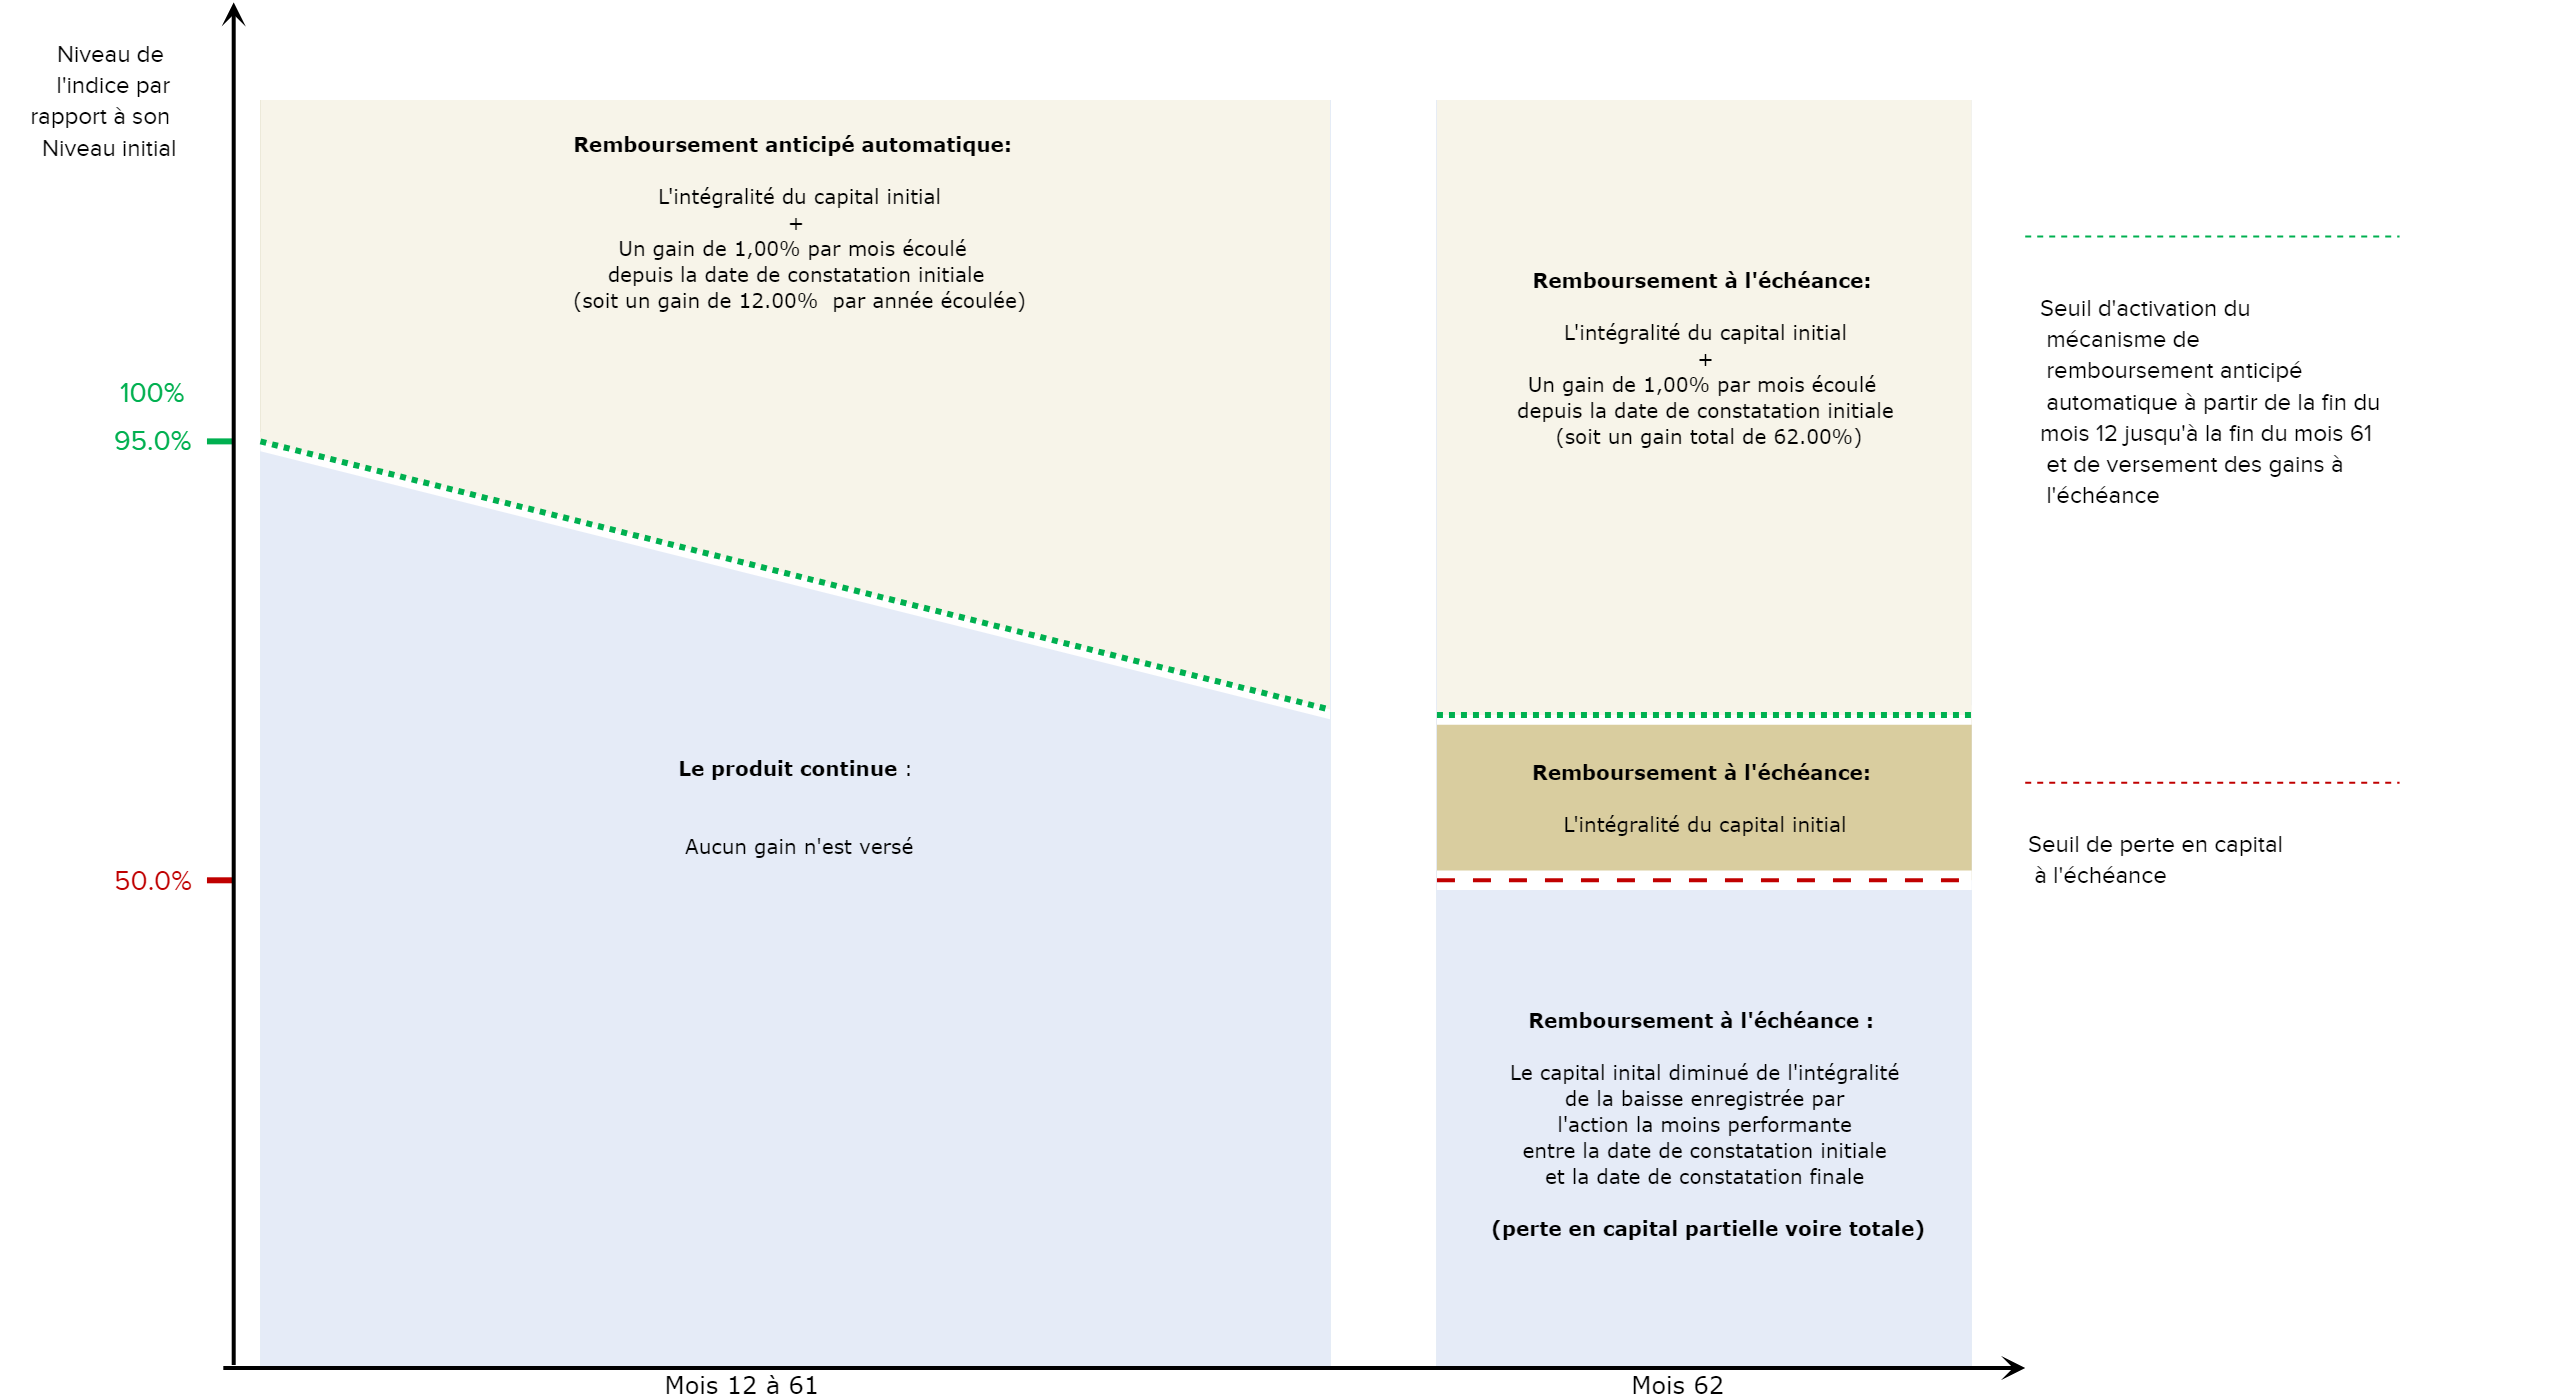 Niveau de
l'indice par
rapport à son
Niveau initial
100%
95.0%
50.0%
Remboursement anticipé automatique:
L'intégralité du capital initial
+
Un gain de 1,00% par mois écoulé
depuis la date de constatation initiale
(soit un gain de 12.00%  par année écoulée)
Le produit continue :
Aucun gain n'est versé
Remboursement à l'échéance:
L'intégralité du capital initial
+
Un gain de 1,00% par mois écoulé
depuis la date de constatation initiale
(soit un gain total de 62.00%)
Remboursement à l'échéance:
L'intégralité du capital initial
Remboursement à l'échéance :
Le capital inital diminué de l'intégralité
de la baisse enregistrée par
l'action la moins performante
entre la date de constatation initiale
et la date de constatation finale
(perte en capital partielle voire totale)
Seuil d'activation du
mécanisme de
remboursement anticipé
automatique à partir de la fin du
mois 12 jusqu'à la fin du mois 61
et de versement des gains à
l'échéance
Seuil de perte en capital
à l'échéance
Mois 12 à 61
Mois 62